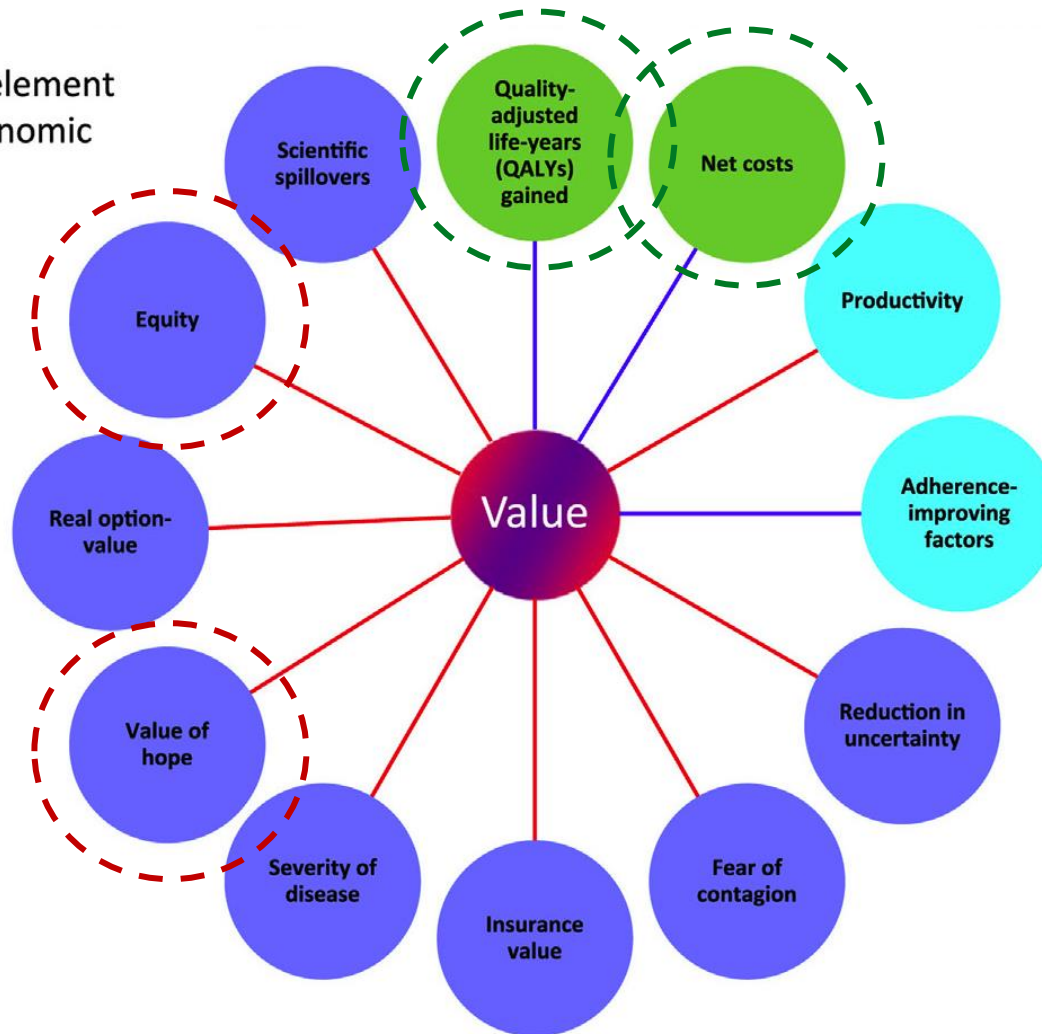 element
nomic
Quality-
adjusted
life-years
(QALYs)
gained
Net costs
Productivity
Adherence-
improving
factors
Reduction in
uncertainty
Fear of
contagion
Insurance
value
Severity of
disease
Value of
hope
Real option-
value
Equity
Scientific
spillovers
Value